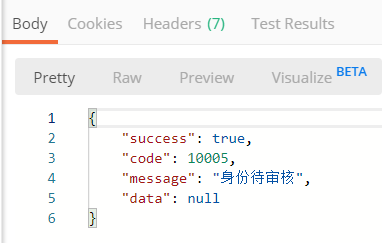 Body Cookies Headers (7) Test Results
Pretty Raw Preview Visualize BETA
1 {
2 "success": true,
3 "code": 10005,
4 "message": "身份待审核",
5 "data": null
6 }